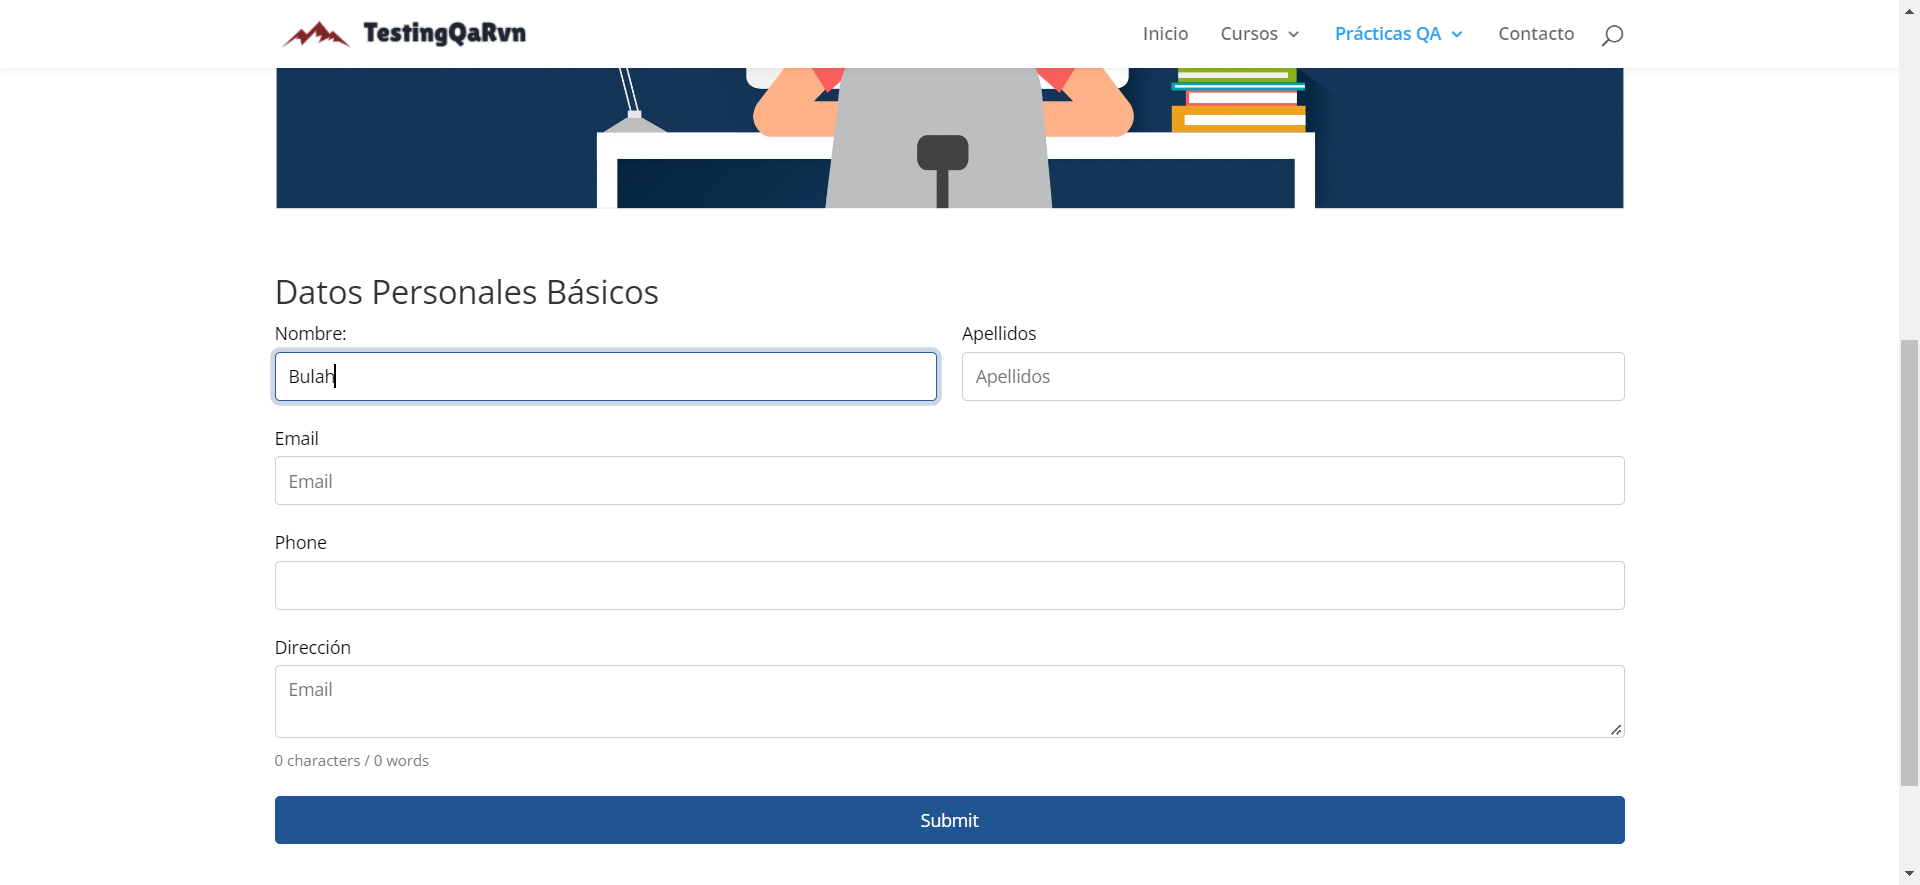 TestingQaRvn
Inicio Cursos Prácticas QA Contacto
Datos Personales Básicos
Nombre: Apellidos
Bulah Apellidos
Email
Email
Phone
Dirección
Email
0 characters / 0 words
Submit